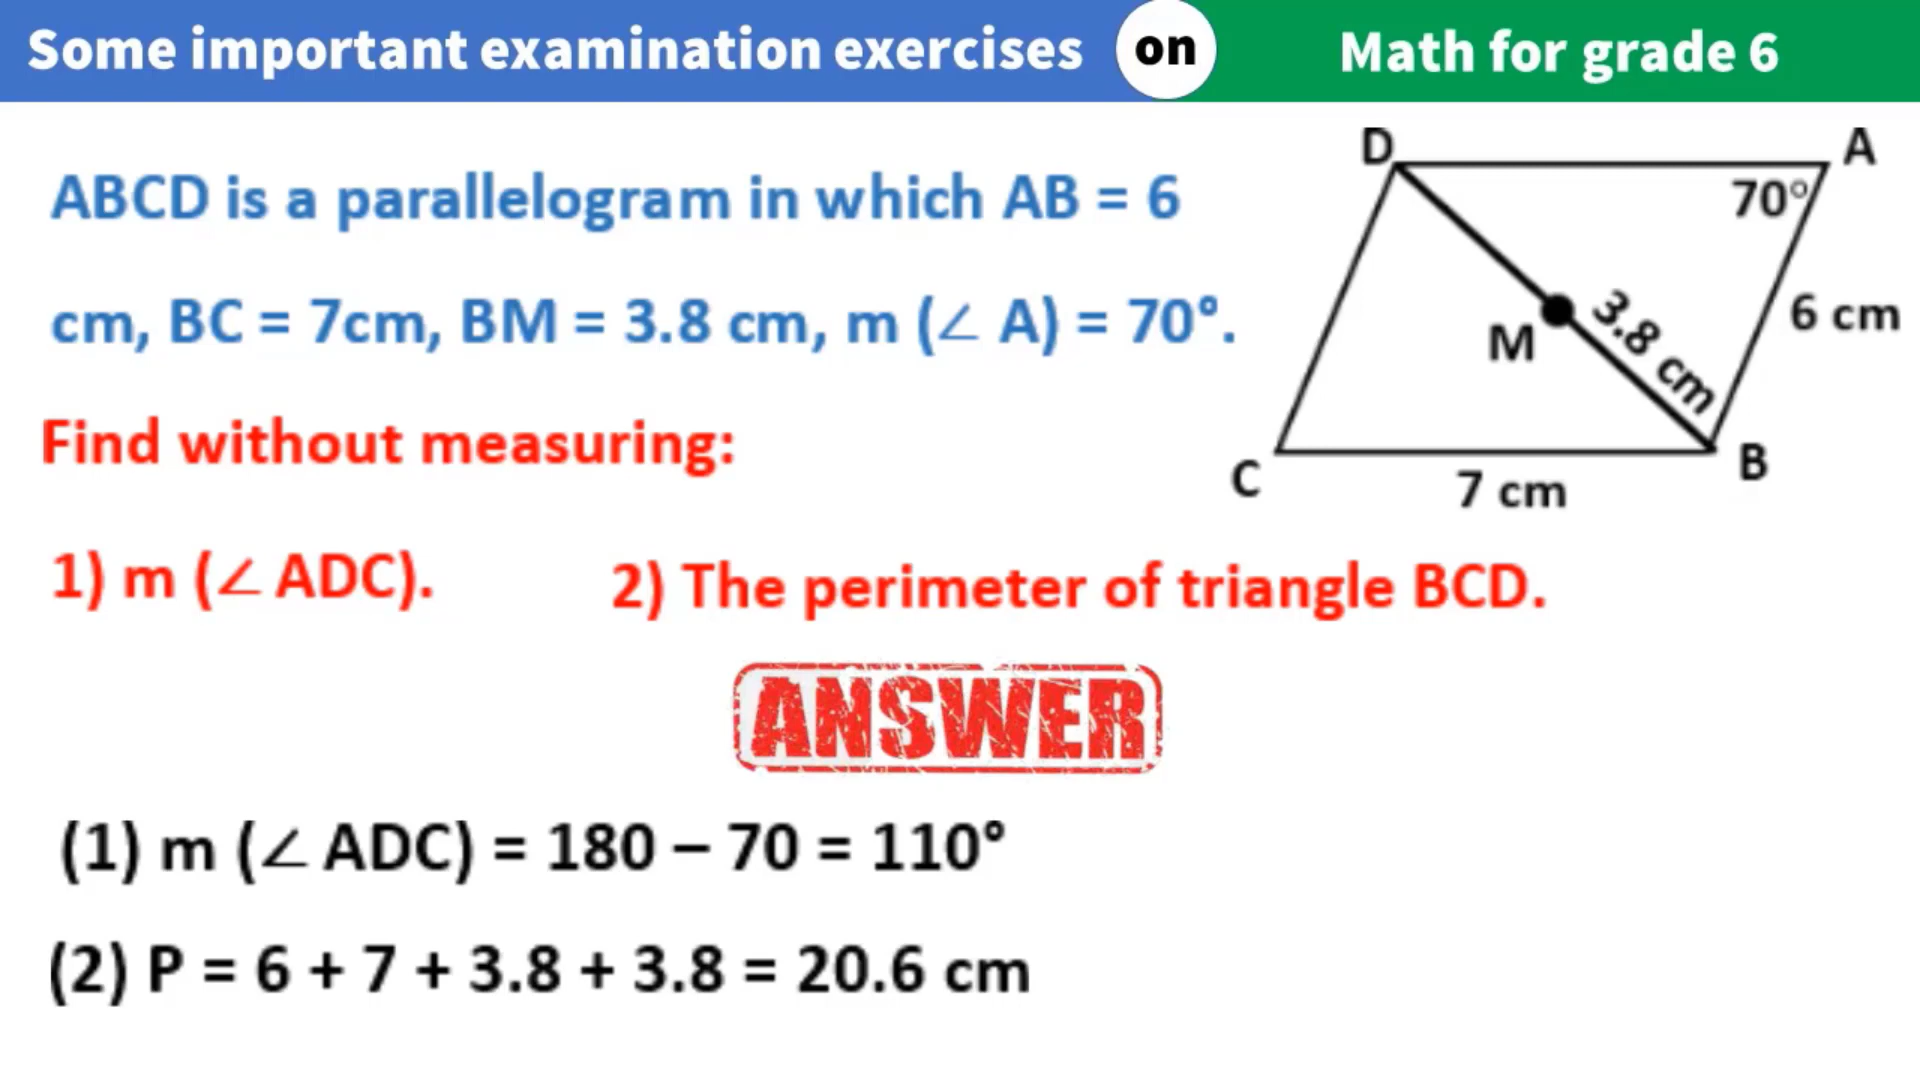 Some important examination exercises on Math for grade 6
ABCD is a parallelogram in which AB = 6
cm, BC = 7cm, BM = 3.8 cm, m (∠ A) = 70°.
Find without measuring:
1) m (∠ ADC). 2) The perimeter of triangle BCD.
D
A
70°
M
3.8 cm
6 cm
C
B
7 cm
ANSWER
(1) m (∠ ADC) = 180 – 70 = 110°
(2) P = 6 + 7 + 3.8 + 3.8 = 20.6 cm